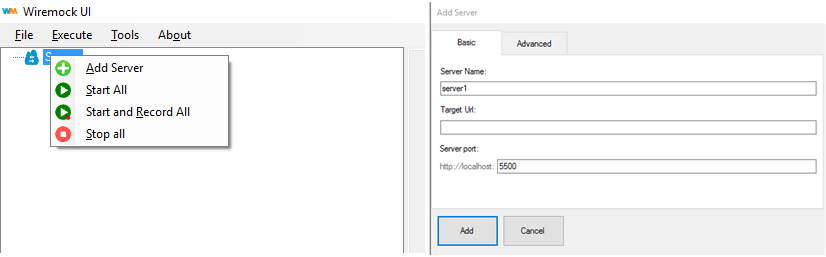 WM Wiremock UI
File Execute Tools About
Add Server
Start All
Start and Record All
Stop all
Add Server
Basic Advanced
Server Name:
server1
Target Url:
Server port:
http://localhost: 5500
Add Cancel